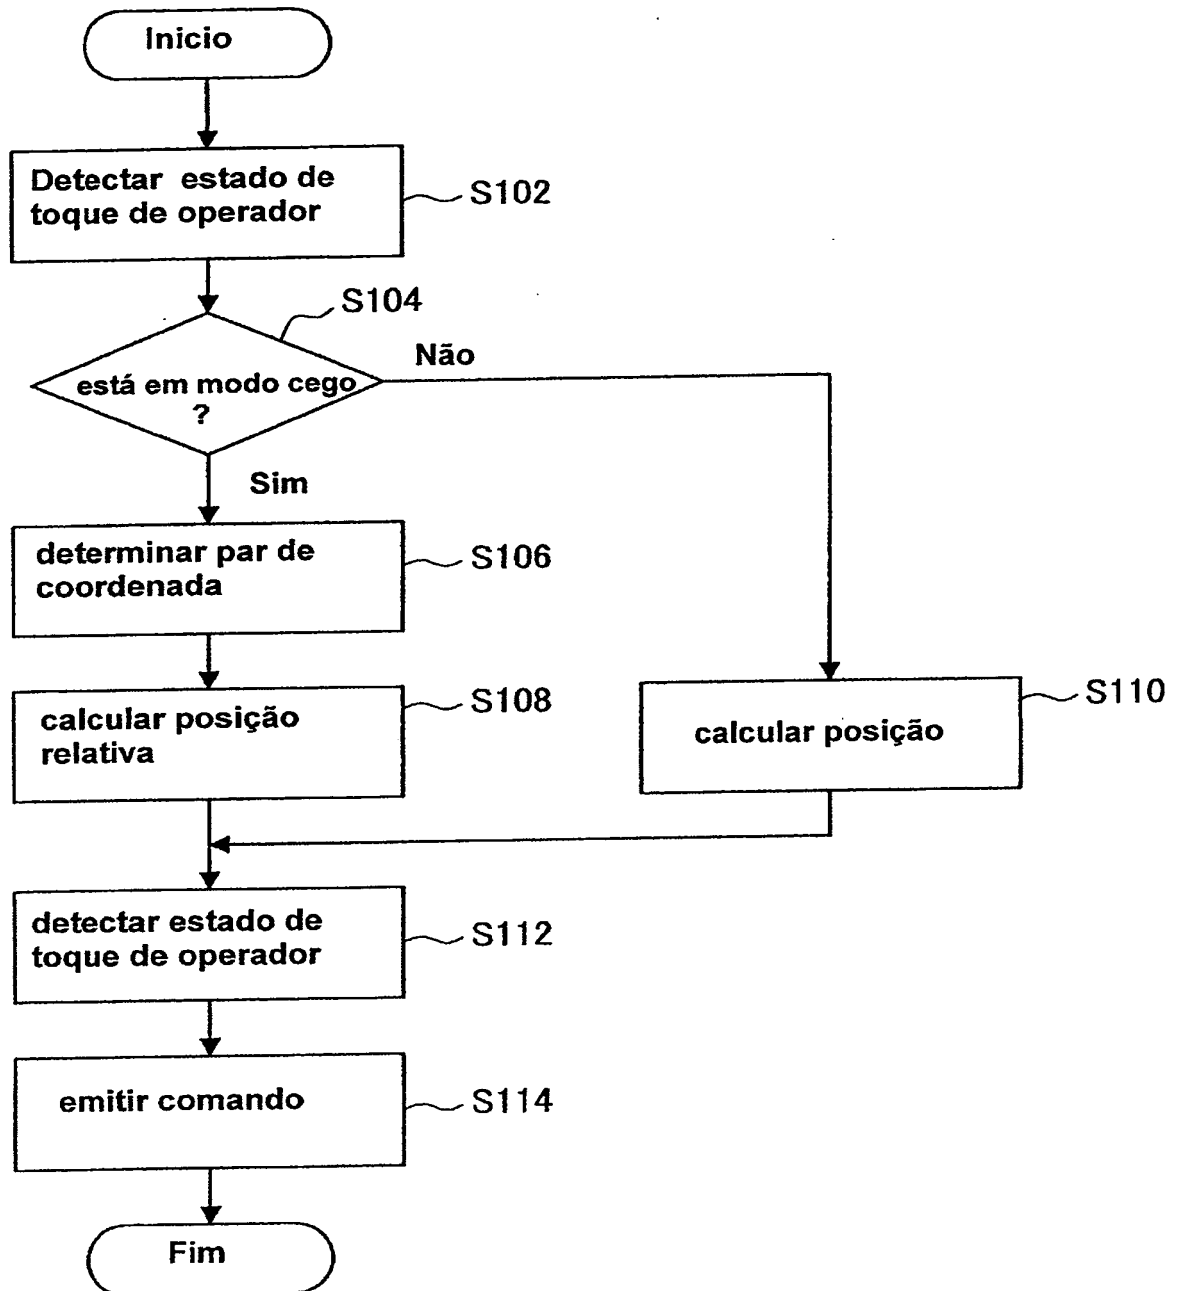 Inicio
Detectar estado de
toque de operador
S102
S104
está em modo cego
?
Não
Sim
determinar par de
coordenada
S106
calcular posição
relativa
S108
calcular posição
S110
detectar estado de
toque de operador
S112
emitir comando
S114
Fim